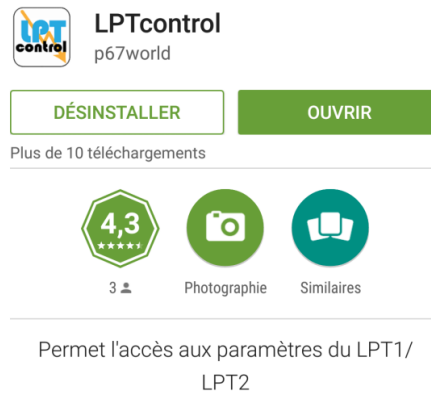 LPT
control
LPTcontrol
p67world
DÉSINSTALLER
OUVRIR
Plus de 10 téléchargements
4,3
3
Photographie
Similaires
Permet l'accès aux paramètres du LPT1/
LPT2